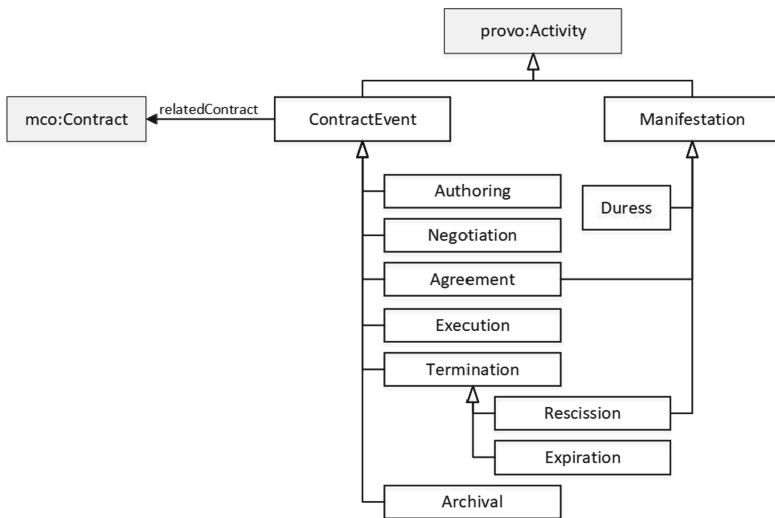 provo:Activity
relatedContract
mco:Contract
ContractEvent
Manifestation
Authoring
Duress
Negotiation
Agreement
Execution
Termination
Rescission
Expiration
Archival